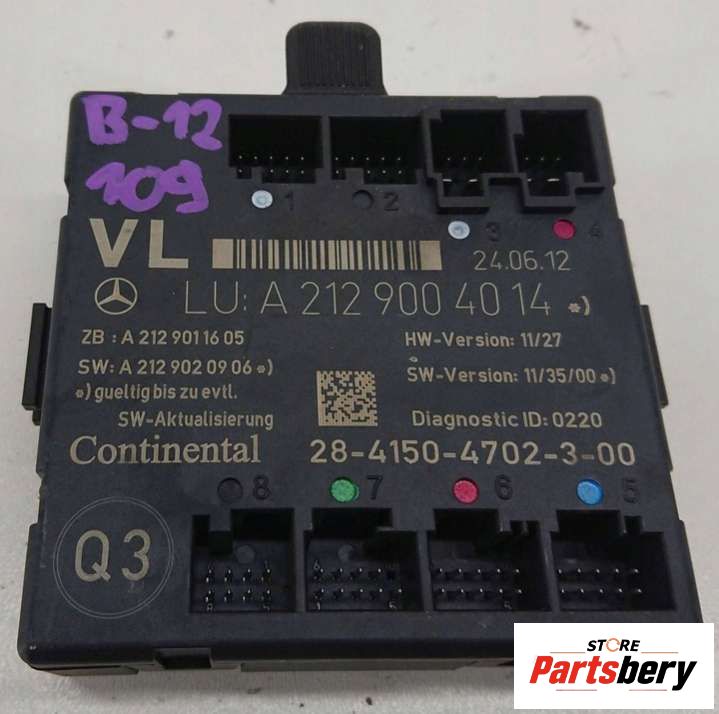 B-12
109
1 2 3 4
VL
24.06.12
LU: A 212 900 40 14 *)
ZB : A 212 901 16 05
HW-Version: 11/27
SW: A 212 902 09 06 *)
SW-Version: 11/35/00 *)
*) gueltig bis zu evtl.
SW-Aktualisierung
Diagnostic ID: 0220
Continental
28-4150-4702-3-00
8 7 6 5
Q3
STORE
Partsbery